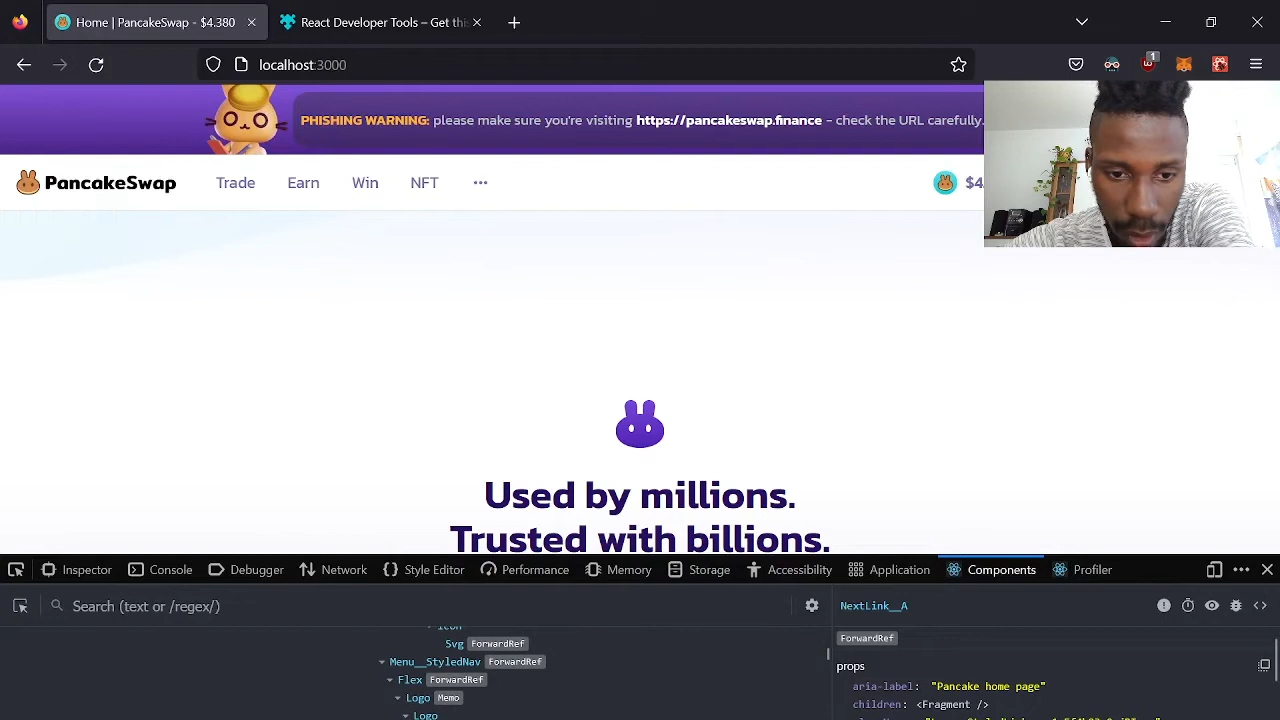 Home | PancakeSwap - $4.380
React Developer Tools – Get this
localhost:3000
1
PHISHING WARNING: please make sure you're visiting https://pancakeswap.finance - check the URL carefully.
PancakeSwap Trade Earn Win NFT
Used by millions.
Trusted with billions.
Inspector Console Debugger Network Style Editor Performance Memory Storage Accessibility Application Components Profiler
Search (text or /regex/)
NextLink__A
Icon
Svg ForwardRef
ForwardRef
Menu__StyledNav ForwardRef
props
Flex ForwardRef
aria-label: "Pancake home page"
Logo Memo
children: <Fragment />
Logo